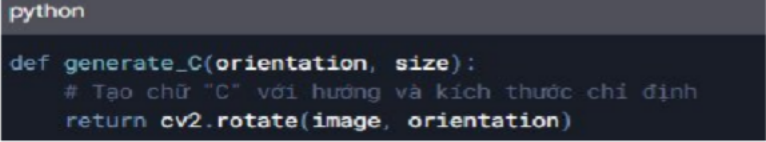 python
def generate_C(orientation, size):
# Tạo chữ "C" với hướng và kích thước chỉ định
return cv2.rotate(image, orientation)